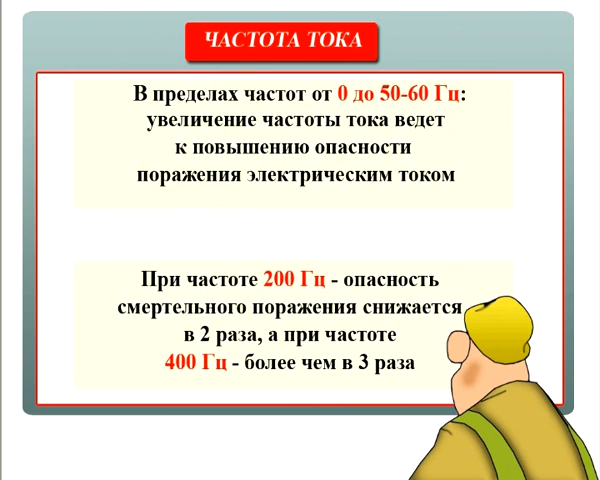 ЧАСТОТА ТОКА
В пределах частот от 0 до 50-60 Гц:
увеличение частоты тока ведет
к повышению опасности
поражения электрическим током
При частоте 200 Гц - опасность
смертельного поражения снижается
в 2 раза, а при частоте
400 Гц - более чем в 3 раза